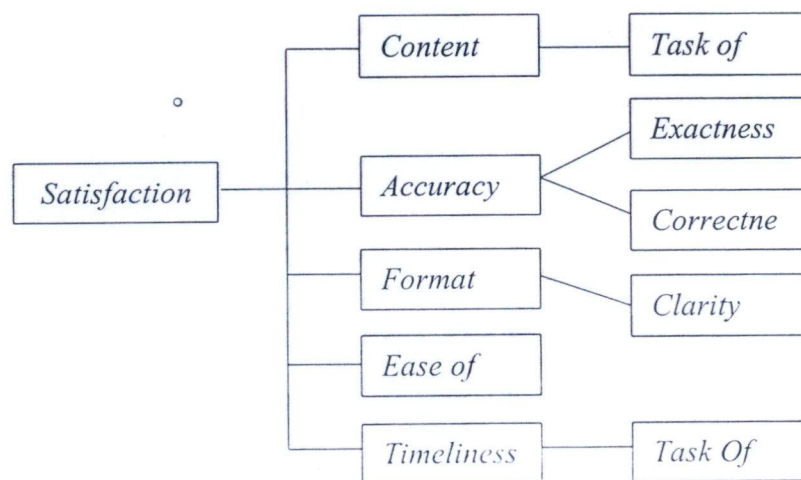 Content
Task of
Exactness
Satisfaction
Accuracy
Correctne
Format
Clarity
Ease of
Timeliness
Task Of